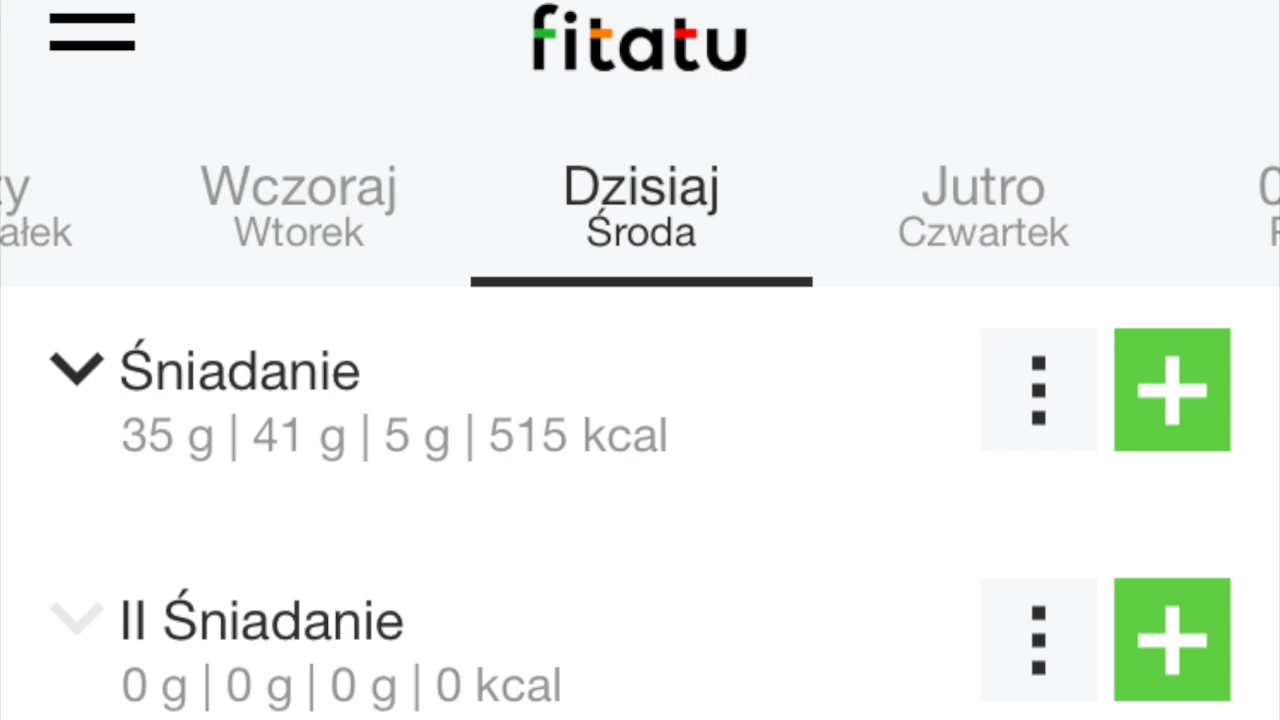 fitatu
Wczoraj Dzisiaj Jutro
Wtorek Środa Czwartek
Śniadanie
35 g | 41 g | 5 g | 515 kcal
II Śniadanie
0 g | 0 g | 0 g | 0 kcal